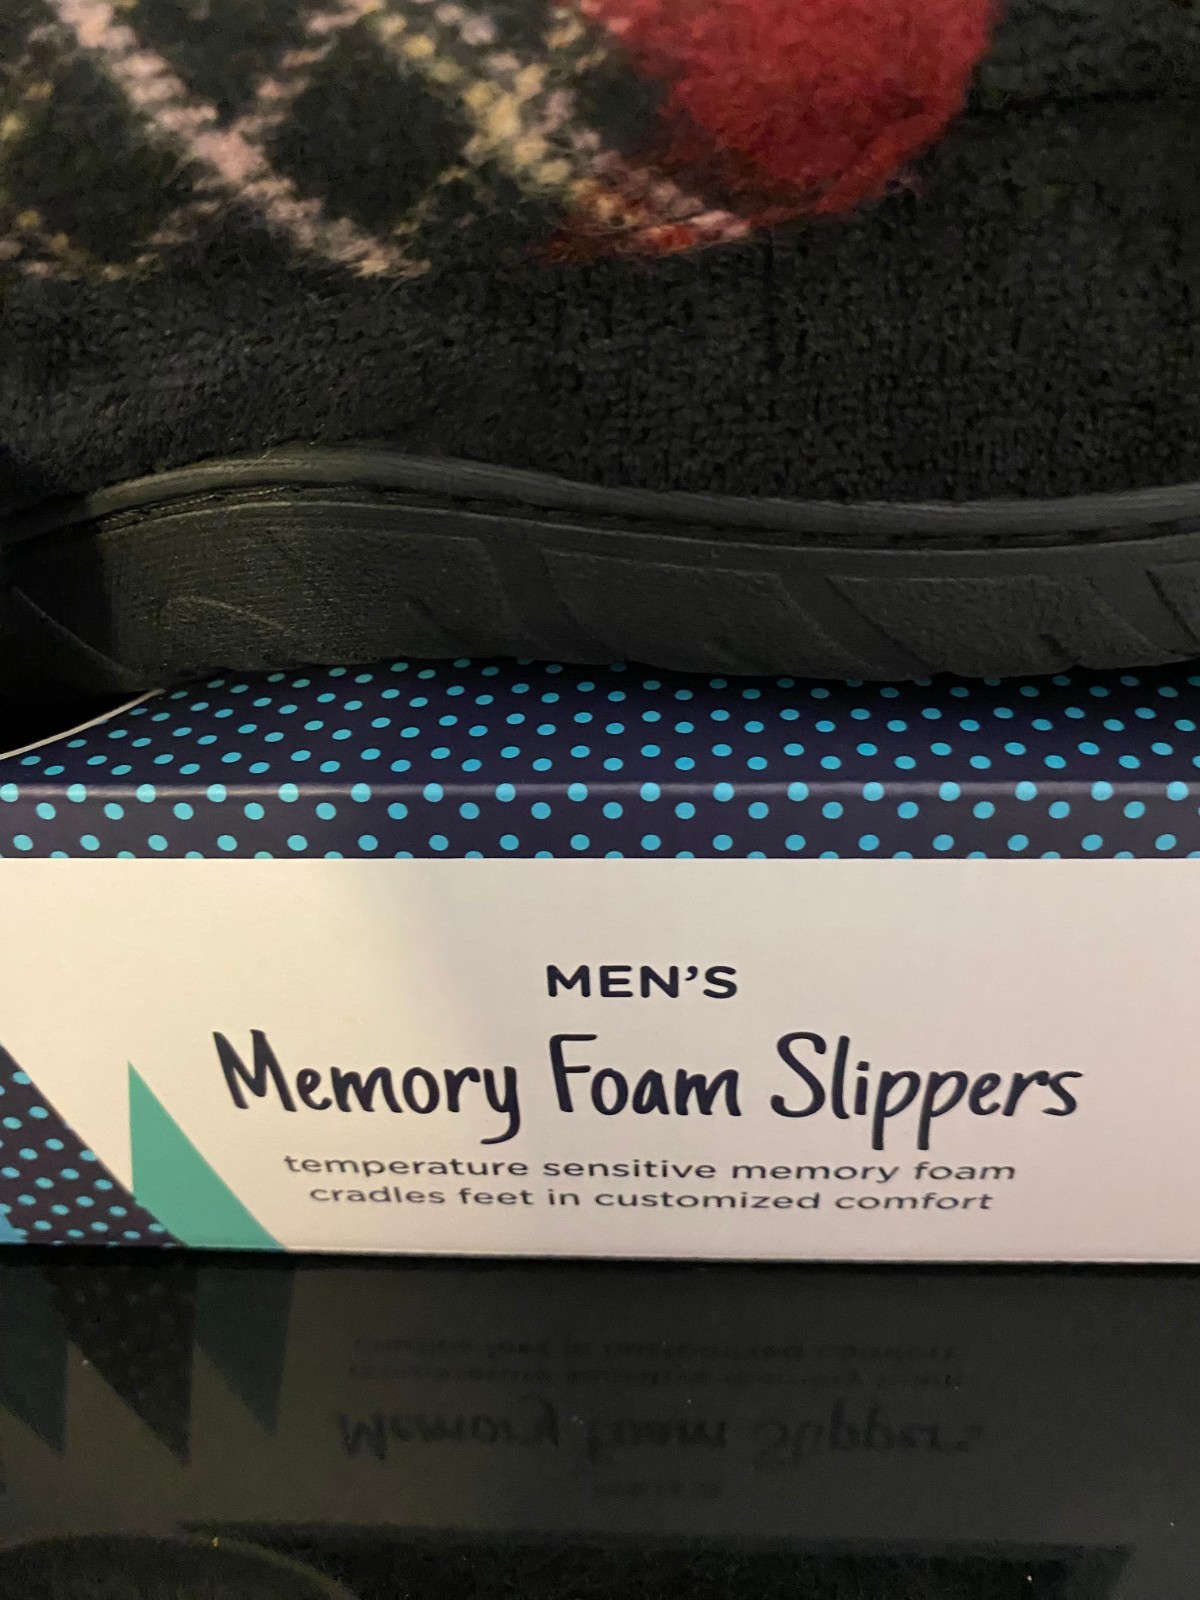 MEN'S
Memory Foam Slippers
temperature sensitive memory foam
cradles feet in customized comfort